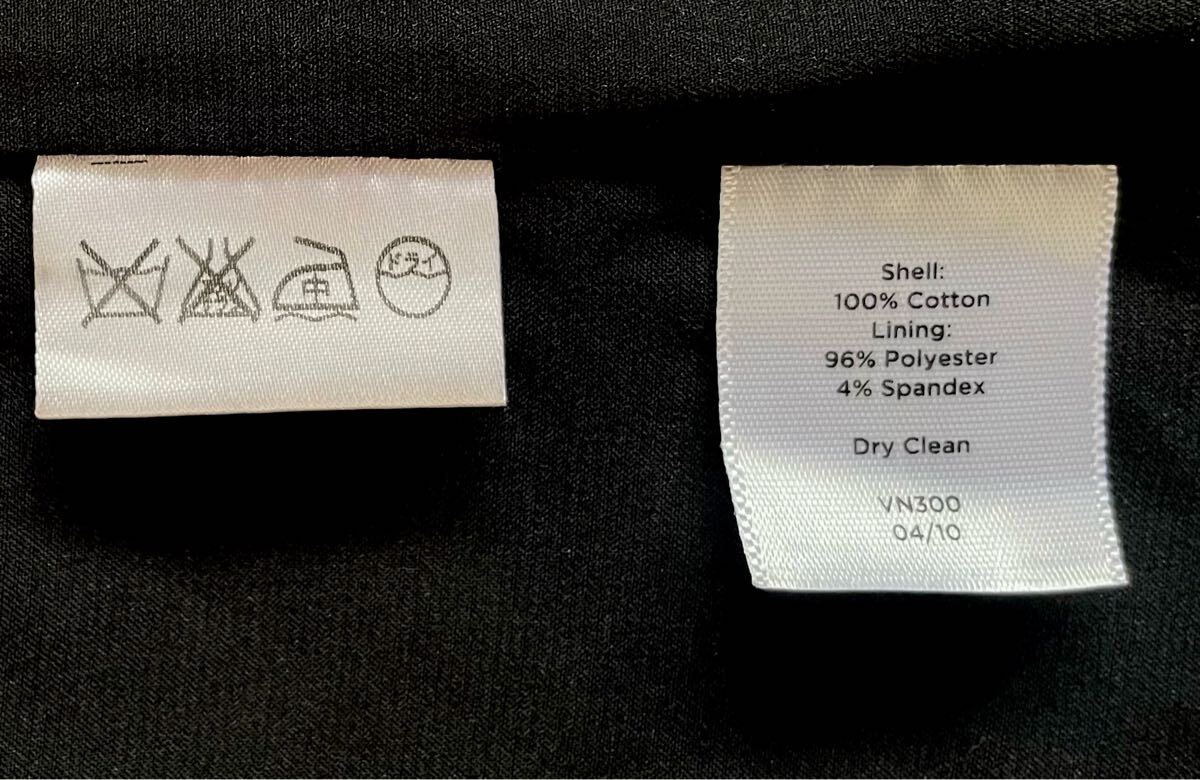 中
ドライ
Shell:
100% Cotton
Lining:
96% Polyester
4% Spandex
Dry Clean
VN300
04/10